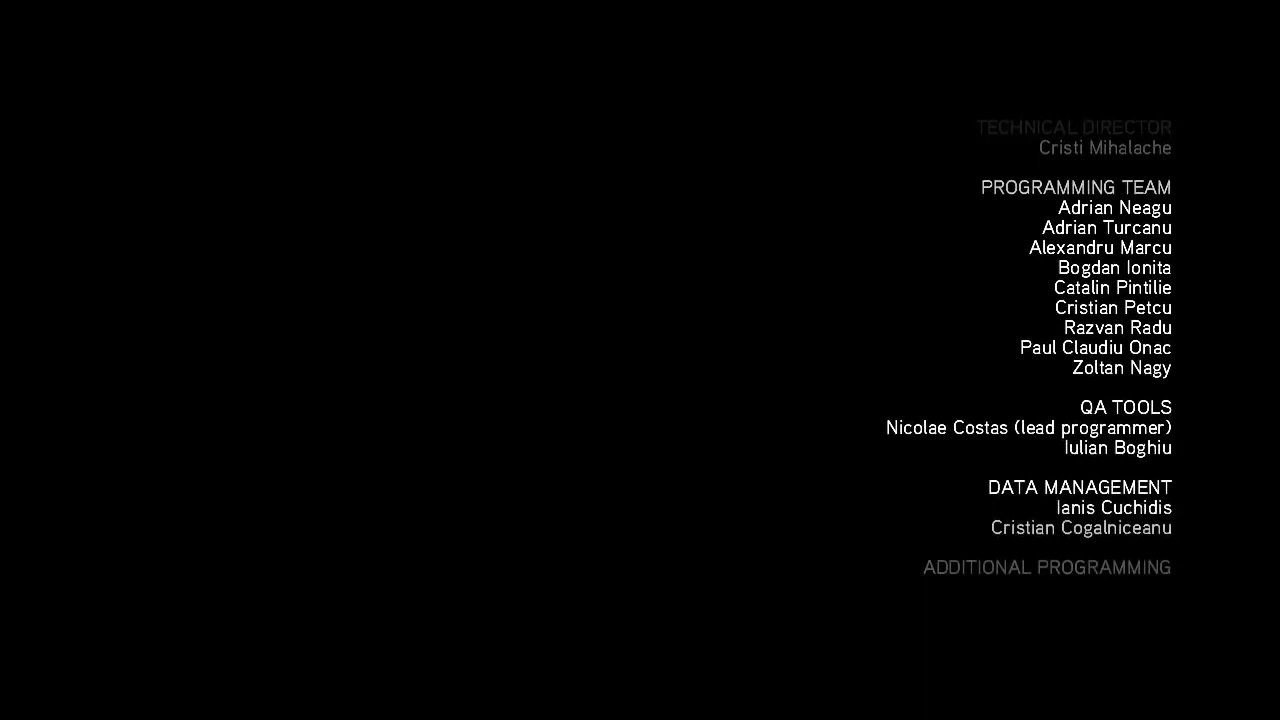 TECHNICAL DIRECTOR
Cristi Mihalache
PROGRAMMING TEAM
Adrian Neagu
Adrian Turcanu
Alexandru Marcu
Bogdan Ionita
Catalin Pintilie
Cristian Petcu
Razvan Radu
Paul Claudiu Onac
Zoltan Nagy
QA TOOLS
Nicolae Costas (lead programmer)
Iulian Boghiu
DATA MANAGEMENT
Ianis Cuchidis
Cristian Cogalniceanu
ADDITIONAL PROGRAMMING